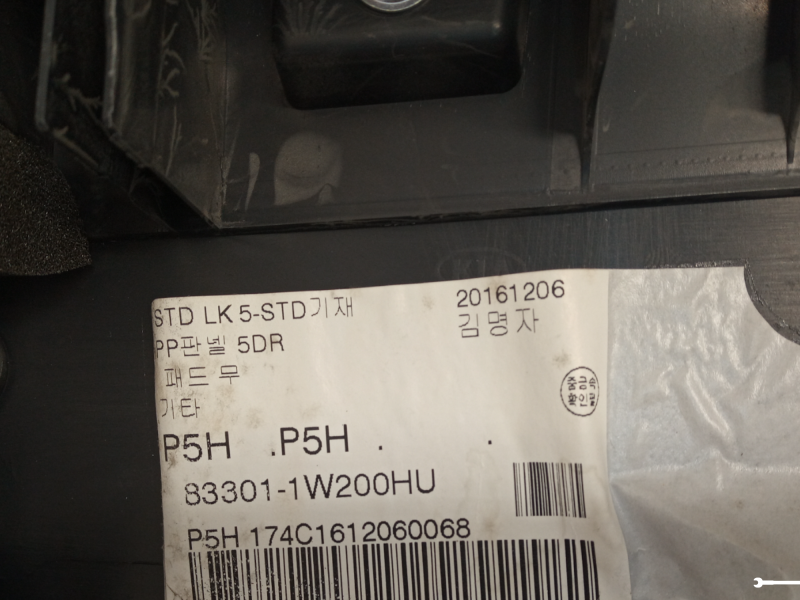 KIA
STD LK 5-STD기재
20161206
PP판넬 5DR
김명자
패드무
기타
P5H .P5H . .
83301-1W200HU
P5H 174C1612060068